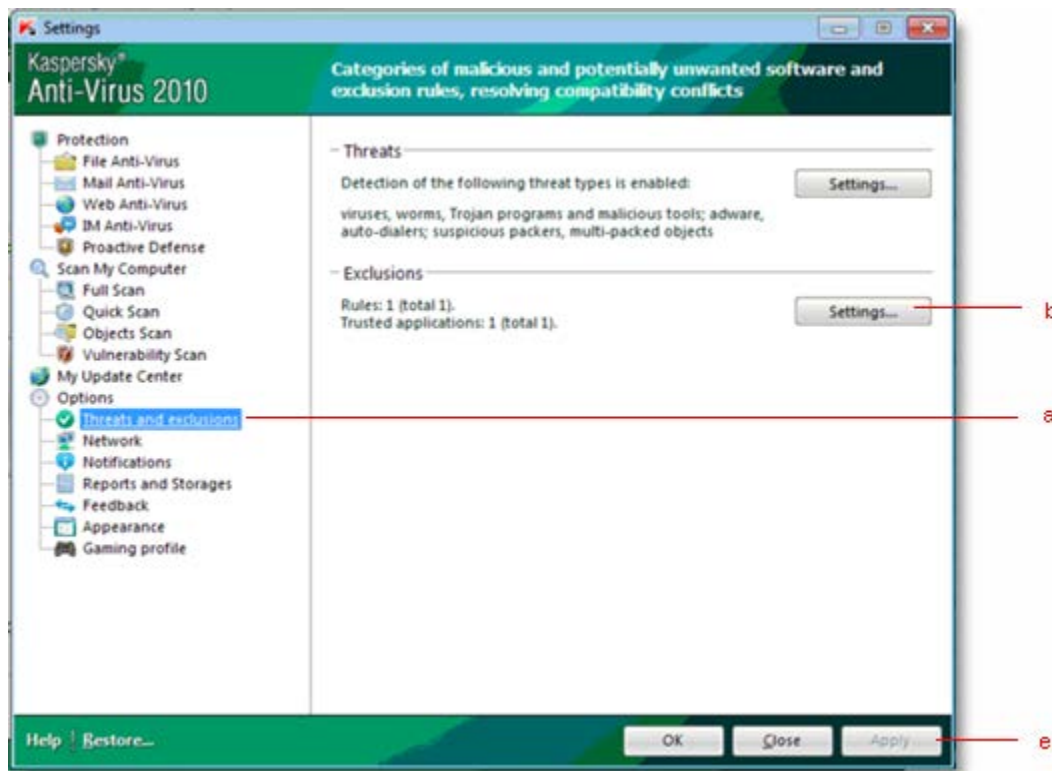 Settings
Kaspersky®
Anti-Virus 2010
Categories of malicious and potentially unwanted software and
exclusion rules, resolving compatibility conflicts
Protection
File Anti-Virus
Mail Anti-Virus
Web Anti-Virus
IM Anti-Virus
Proactive Defense
Scan My Computer
Full Scan
Quick Scan
Objects Scan
Vulnerability Scan
My Update Center
Options
Threats and exclusions
Network
Notifications
Reports and Storages
Feedback
Appearance
Gaming profile
Threats
Detection of the following threat types is enabled:
Settings...
viruses, worms, Trojan programs and malicious tools; adware,
auto-dialers; suspicious packers, multi-packed objects
Exclusions
Rules: 1 (total 1).
Trusted applications: 1 (total 1).
Settings...
b
a
Help | Restore...
OK
Close
Apply
e